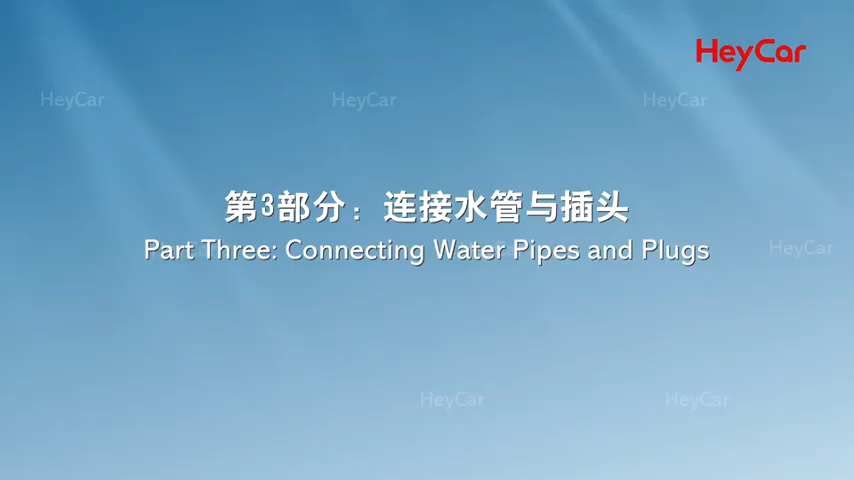 HeyCar
HeyCar HeyCar HeyCar
第3部分：连接水管与插头
Part Three: Connecting Water Pipes and Plugs
HeyCar
HeyCar HeyCar